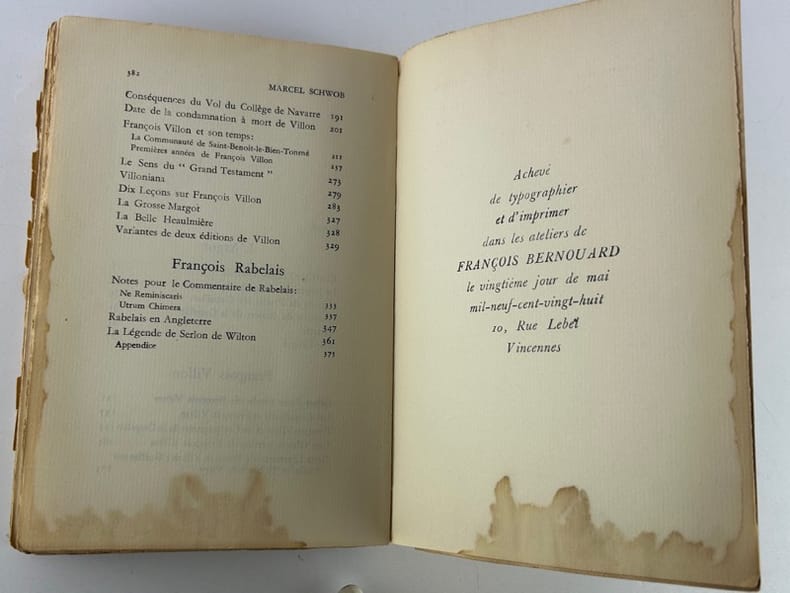 382
MARCEL SCHWOB
Conséquences du Vol du Collège de Navarre 191
Date de la condamnation à mort de Villon 201
François Villon et son temps:
La Communauté de Saint-Benoît-le-Bien-Tourné 211
Premières années de François Villon 237
Le Sens du “ Grand Testament ” 273
Villoniana 279
Dix Leçons sur François Villon 283
La Grosse Margot 327
La Belle Heaulmière 328
Variantes de deux éditions de Villon 329
François Rabelais
Notes pour le Commentaire de Rabelais:
Ne Reminiscaris 333
Utrum Chimera 337
Rabelais en Angleterre 347
La Légende de Serlon de Wilton 361
Appendice 373
Achevé
de typographier
et d'imprimer
dans les ateliers de
FRANÇOIS BERNOUARD
le vingtième jour de mai
mil-neuf-cent-vingt-huit
10, Rue Lebel
Vincennes